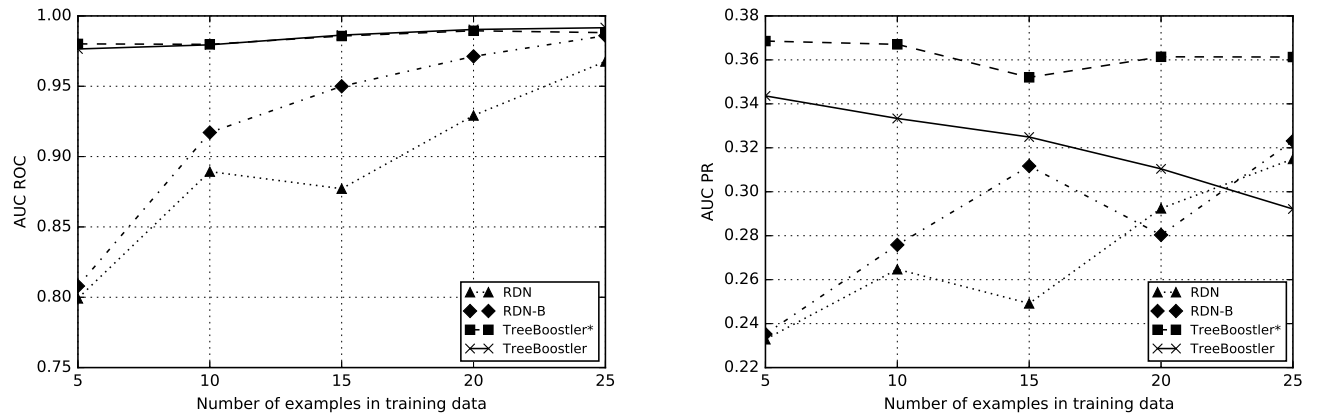 1.00
0.95
0.90
0.85
0.80
0.75
AUC ROC
5 10 15 20 25
Number of examples in training data
RDN
RDN-B
TreeBoostler*
TreeBoostler
0.38
0.36
0.34
0.32
0.30
0.28
0.26
0.24
0.22
AUC PR
5 10 15 20 25
Number of examples in training data
RDN
RDN-B
TreeBoostler*
TreeBoostler